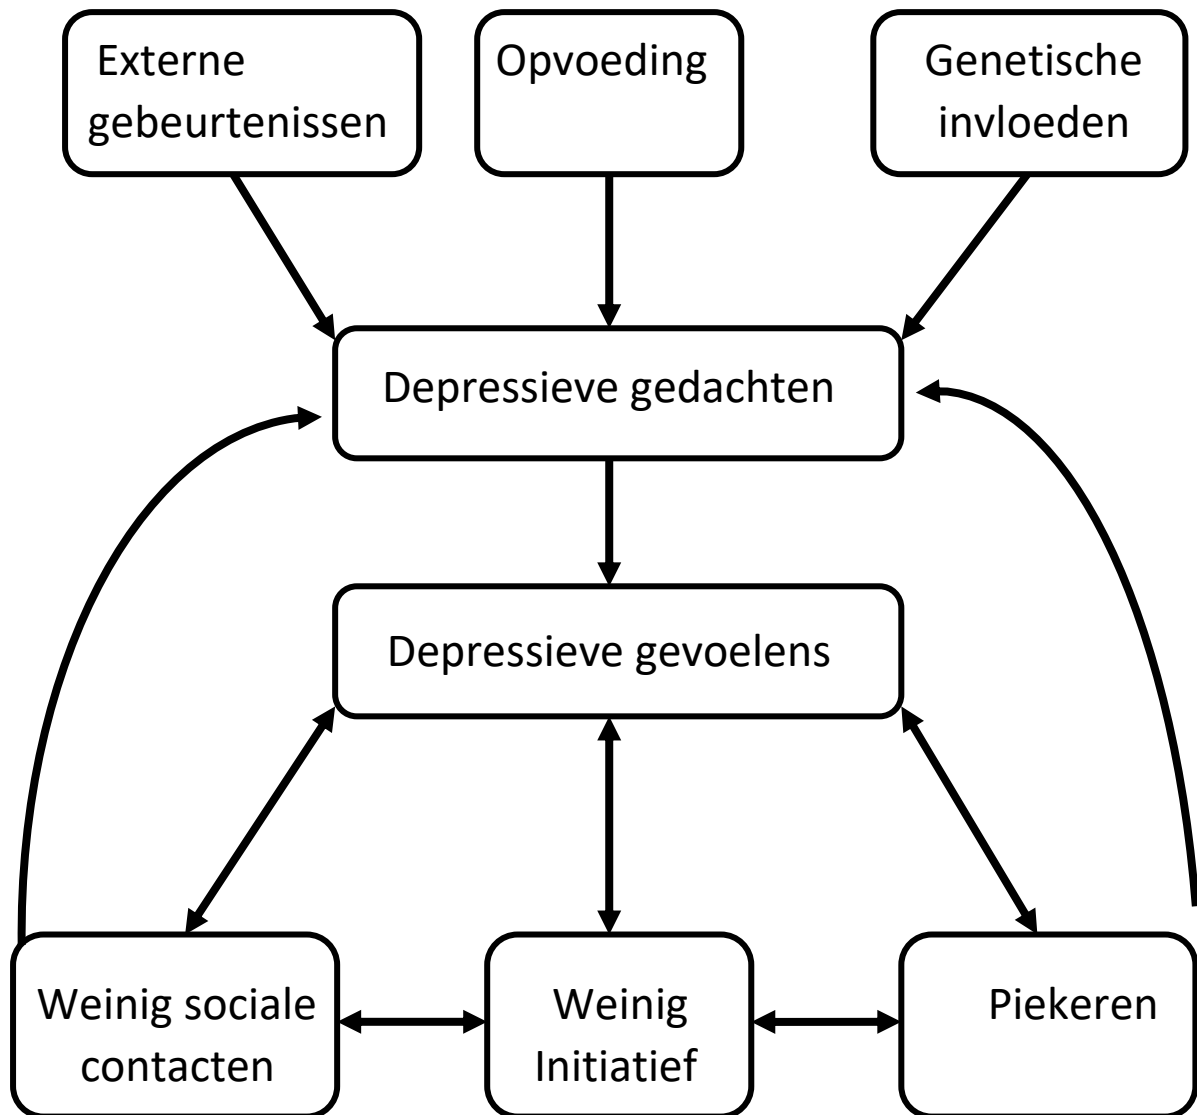 Externe
gebeurtenissen
Opvoeding
Genetische
invloeden
Depressieve gedachten
Depressieve gevoelens
Weinig sociale
contacten
Weinig
Initiatief
Piekeren